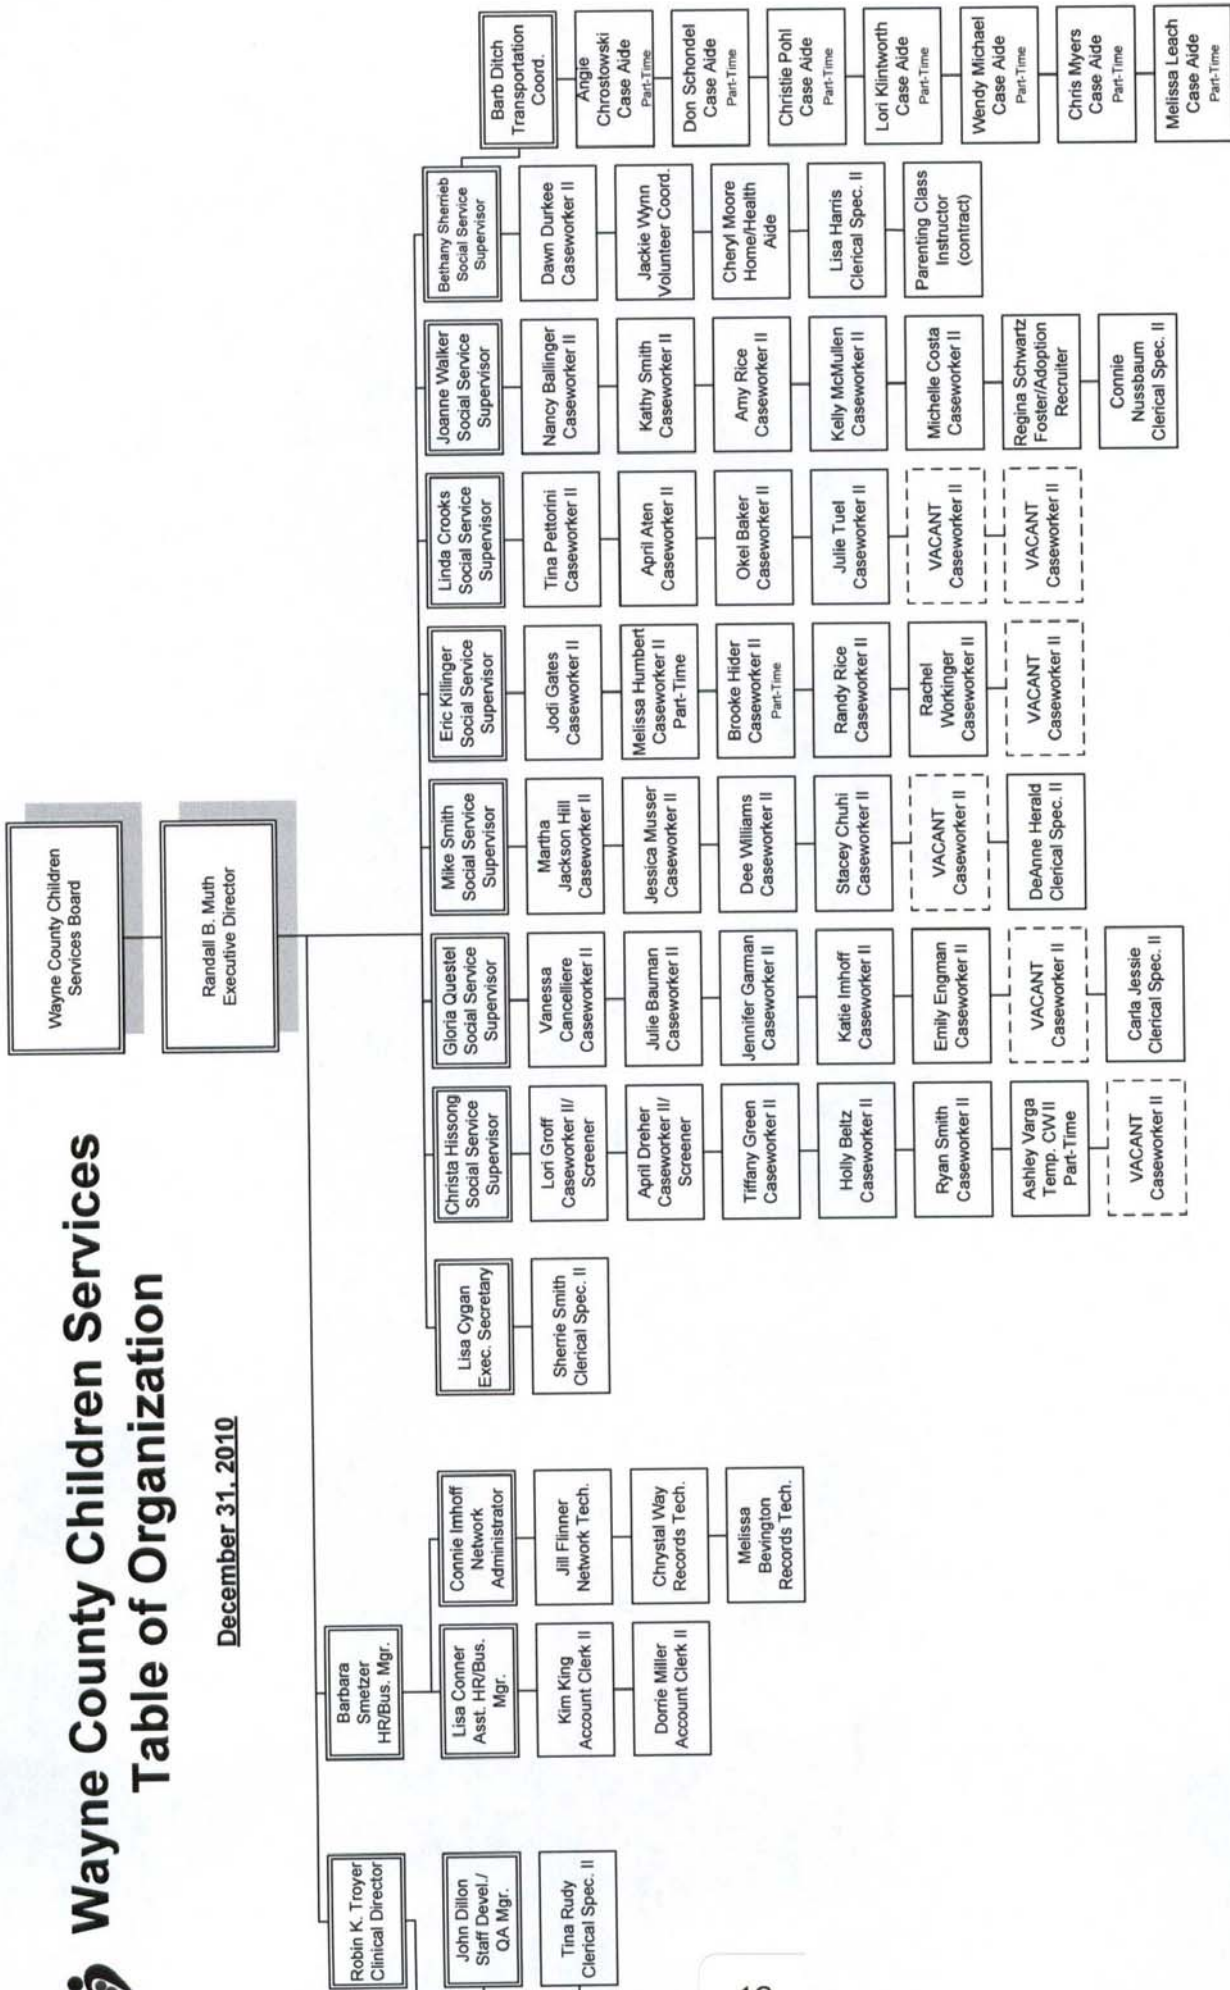 Wayne County Children Services
Table of Organization
December 31, 2010
Wayne County Children
Services Board
Randall B. Muth
Executive Director
Robin K. Troyer
Clinical Director
John Dillon
Staff Devel./
QA Mgr.
Tina Rudy
Clerical Spec. II
Barbara
Smetzer
HR/Bus. Mgr.
Lisa Conner
Asst. HR/Bus.
Mgr.
Kim King
Account Clerk II
Dorrie Miller
Account Clerk II
Connie Imhoff
Network
Administrator
Jill Flinner
Network Tech.
Chrystal Way
Records Tech.
Melissa
Bevington
Records Tech.
Lisa Cygan
Exec. Secretary
Sherrie Smith
Clerical Spec. II
Christa Hissong
Social Service
Supervisor
Lori Groff
Caseworker II/
Screener
April Dreher
Caseworker II/
Screener
Tiffany Green
Caseworker II
Holly Beltz
Caseworker II
Ryan Smith
Caseworker II
Ashley Varga
Temp. CW II
Part-Time
VACANT
Caseworker II
Gloria Questel
Social Service
Supervisor
Vanessa
Cancelliere
Caseworker II
Julie Bauman
Caseworker II
Jennifer Garman
Caseworker II
Katie Imhoff
Caseworker II
Emily Engman
Caseworker II
VACANT
Caseworker II
Carla Jessie
Clerical Spec. II
Mike Smith
Social Service
Supervisor
Martha
Jackson Hill
Caseworker II
Jessica Musser
Caseworker II
Dee Williams
Caseworker II
Stacey Chuhi
Caseworker II
VACANT
Caseworker II
DeAnne Herald
Clerical Spec. II
Eric Killinger
Social Service
Supervisor
Jodi Gates
Caseworker II
Melissa Humbert
Caseworker II
Part-Time
Brooke Hider
Caseworker II
Part-Time
Randy Rice
Caseworker II
Rachel
Workinger
Caseworker II
VACANT
Caseworker II
Linda Crooks
Social Service
Supervisor
Tina Pettorini
Caseworker II
April Aten
Caseworker II
Okel Baker
Caseworker II
Julie Tuel
Caseworker II
VACANT
Caseworker II
VACANT
Caseworker II
Joanne Walker
Social Service
Supervisor
Nancy Ballinger
Caseworker II
Kathy Smith
Caseworker II
Amy Rice
Caseworker II
Kelly McMullen
Caseworker II
Michelle Costa
Caseworker II
Regina Schwartz
Foster/Adoption
Recruiter
Connie
Nussbaum
Clerical Spec. II
Bethany Sherrieb
Social Service
Supervisor
Dawn Durkee
Caseworker II
Jackie Wynn
Volunteer Coord.
Cheryl Moore
Home/Health
Aide
Lisa Harris
Clerical Spec. II
Parenting Class
Instructor
(contract)
Barb Ditch
Transportation
Coord.
Angie
Chrostowski
Case Aide
Part-Time
Don Schondel
Case Aide
Part-Time
Christie Pohl
Case Aide
Part-Time
Lori Klintworth
Case Aide
Part-Time
Wendy Michael
Case Aide
Part-Time
Chris Myers
Case Aide
Part-Time
Melissa Leach
Case Aide
Part-Time